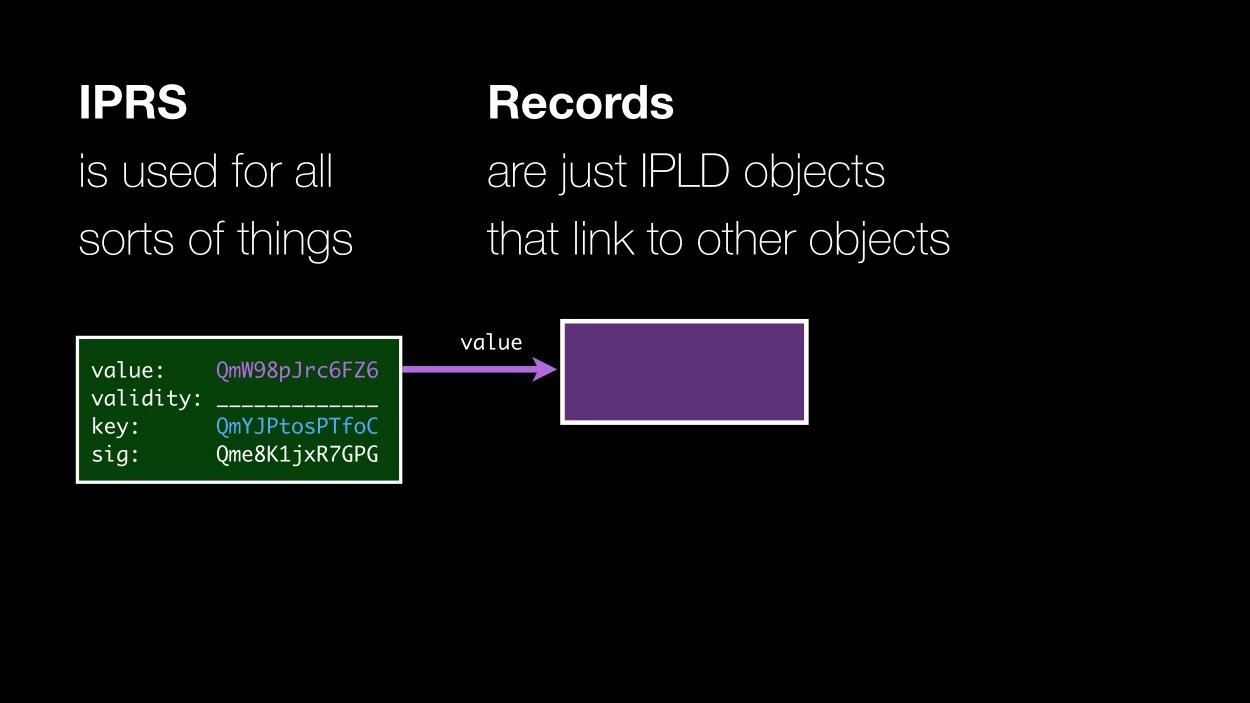 IPRS
is used for all
sorts of things
Records
are just IPLD objects
that link to other objects
value: QmW98pJrc6FZ6
validity: _____________
key: QmYJPtosPTfoC
sig: Qme8K1jxR7GPG
value